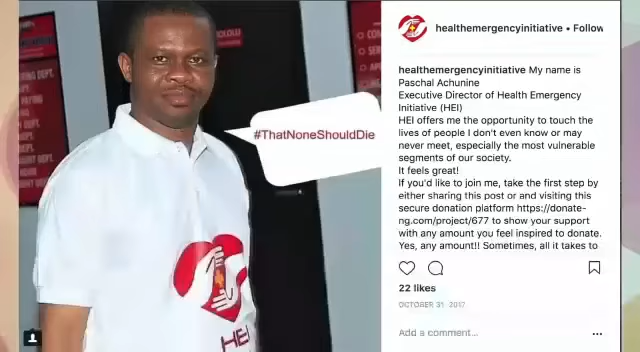 healthemergencyinitiative • Follow
#ThatNoneShouldDie
HEI
healthemergencyinitiative My name is
Paschal Achunine
Executive Director of Health Emergency
Initiative (HEI)
HEI offers me the opportunity to touch the
lives of people I don't even know or may
never meet, especially the most vulnerable
segments of our society.
It feels great!
If you'd like to join me, take the first step by
either sharing this post or and visiting this
secure donation platform https://donate-
ng.com/project/677 to show your support
with any amount you feel inspired to donate.
Yes, any amount!! Sometimes, all it takes to
22 likes
OCTOBER 31, 2017
Add a comment...